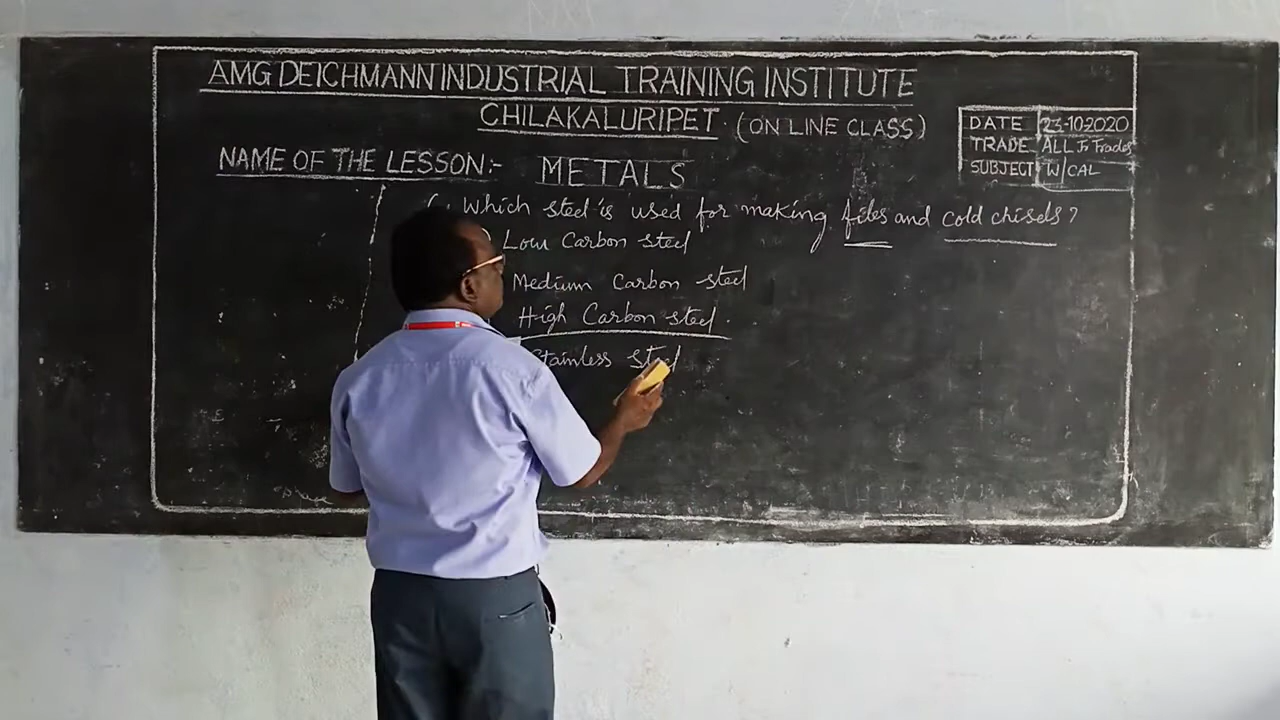 AMG DEICHMANN INDUSTRIAL TRAINING INSTITUTE
CHILAKALURIPET. (ON LINE CLASS)
DATE 23-10-2020
TRADE ALL Jr Trades
SUBJECT W/CAL
NAME OF THE LESSON:- METALS
Which steel is used for making files and cold chisels?
Low Carbon steel
Medium Carbon steel
High Carbon steel.
Stainless steel